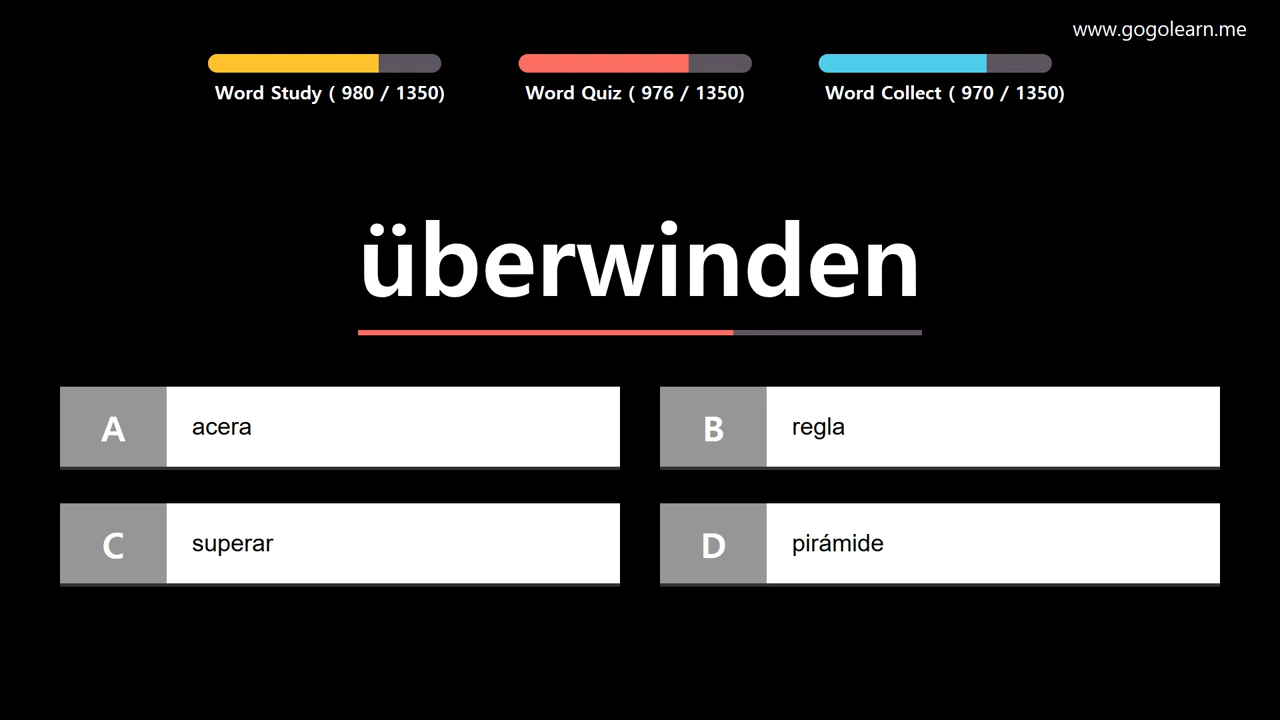 www.gogolearn.me
Word Study ( 980 / 1350)
Word Quiz ( 976 / 1350)
Word Collect ( 970 / 1350)
überwinden
A acera
B regla
C superar
D pirámide